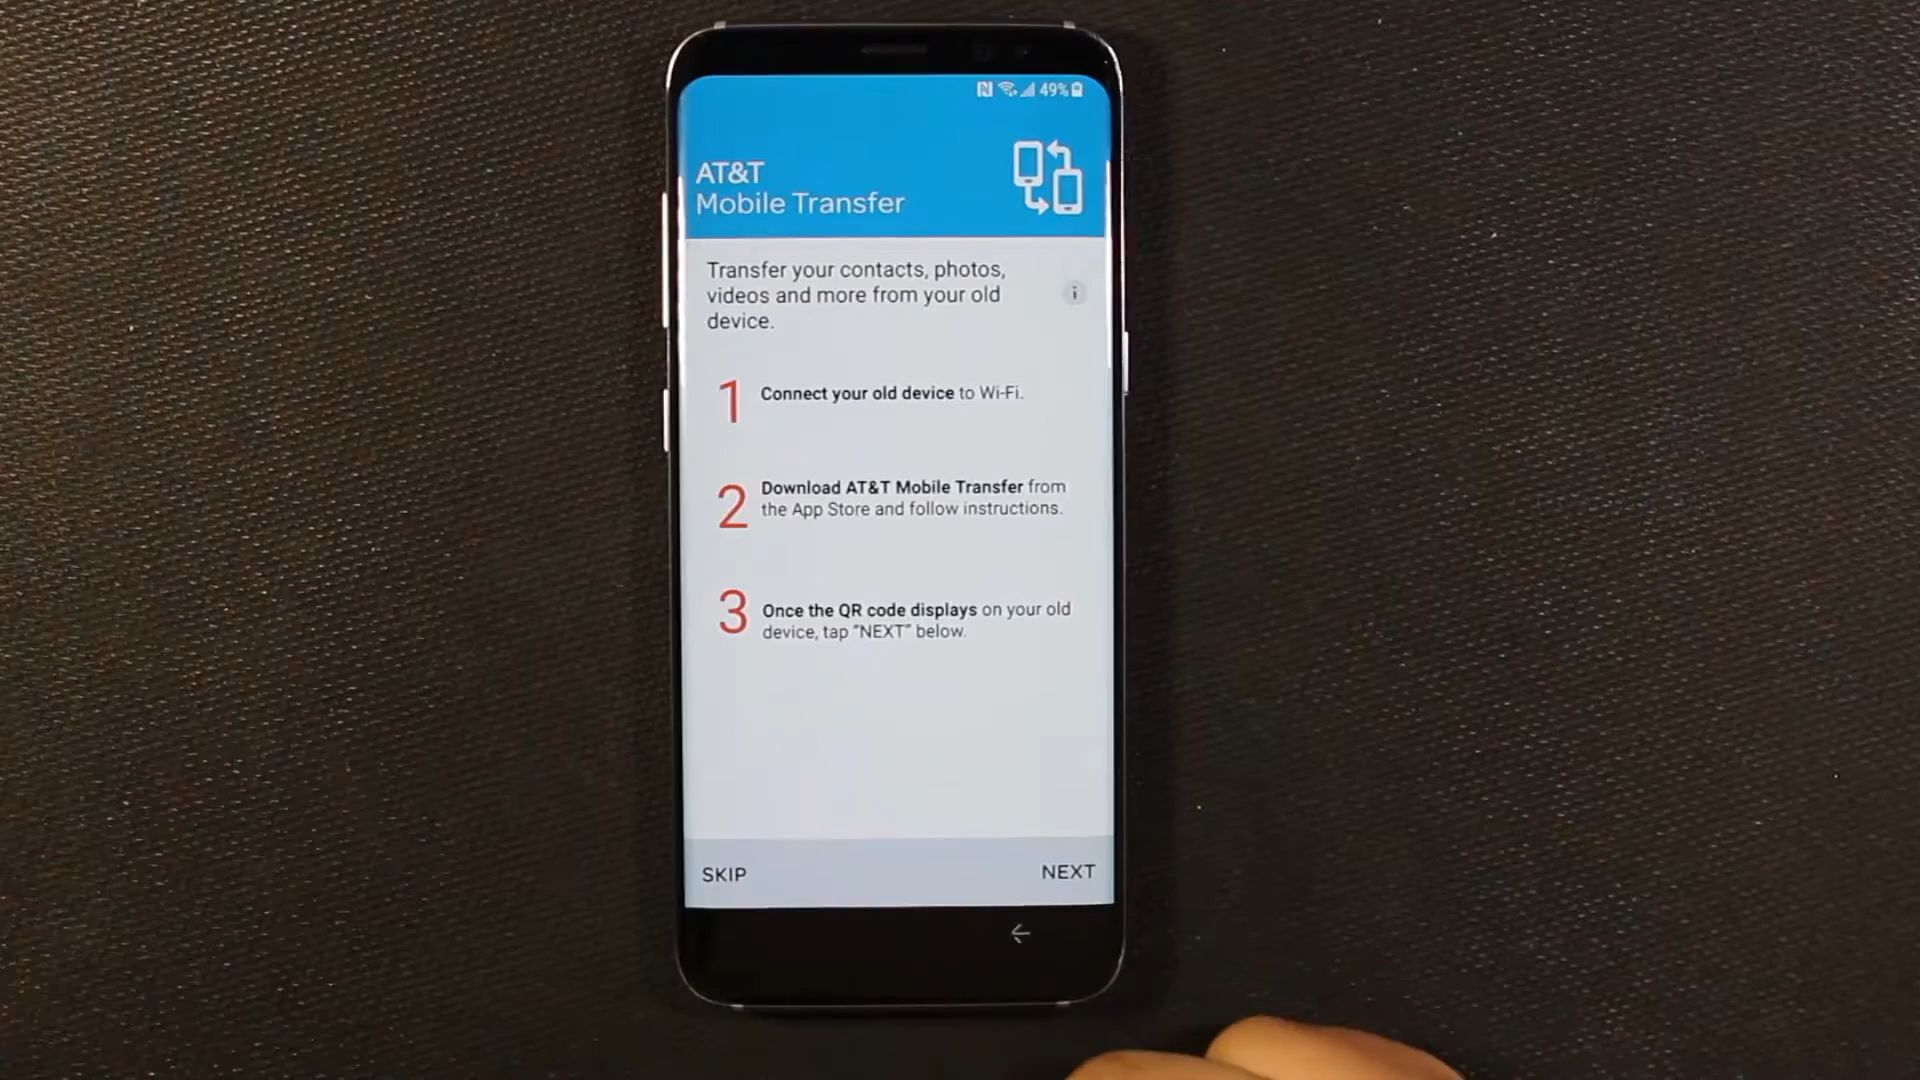 49%
AT&T
Mobile Transfer
Transfer your contacts, photos,
videos and more from your old
device.
1 Connect your old device to Wi-Fi.
2 Download AT&T Mobile Transfer from
the App Store and follow instructions.
3 Once the QR code displays on your old
device, tap “NEXT” below.
SKIP NEXT